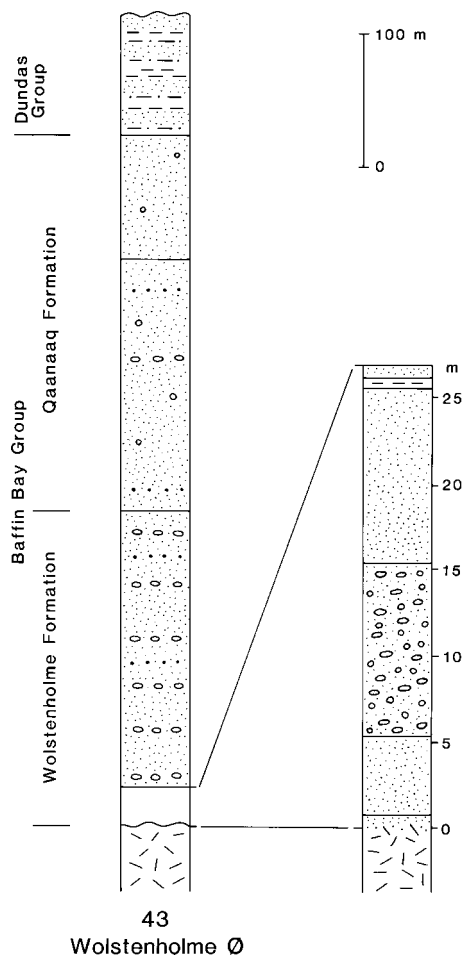 Dundas
Group
Baffin Bay Group
Qaanaaq Formation
Wolstenholme Formation
100 m
0
m
25
20
15
10
5
0
43
Wolstenholme Ø